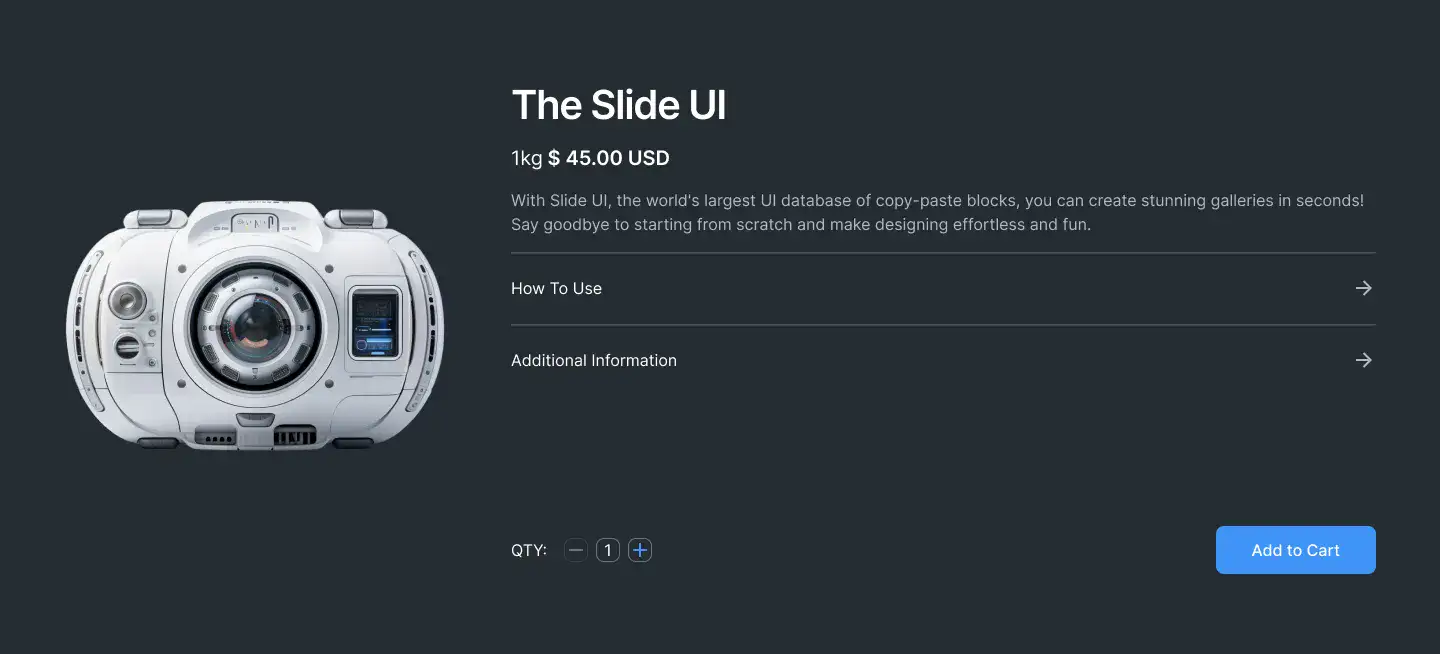 The Slide UI
1kg $ 45.00 USD
With Slide UI, the world's largest UI database of copy-paste blocks, you can create stunning galleries in seconds!
Say goodbye to starting from scratch and make designing effortless and fun.
How To Use
Additional Information
QTY: 1
Add to Cart